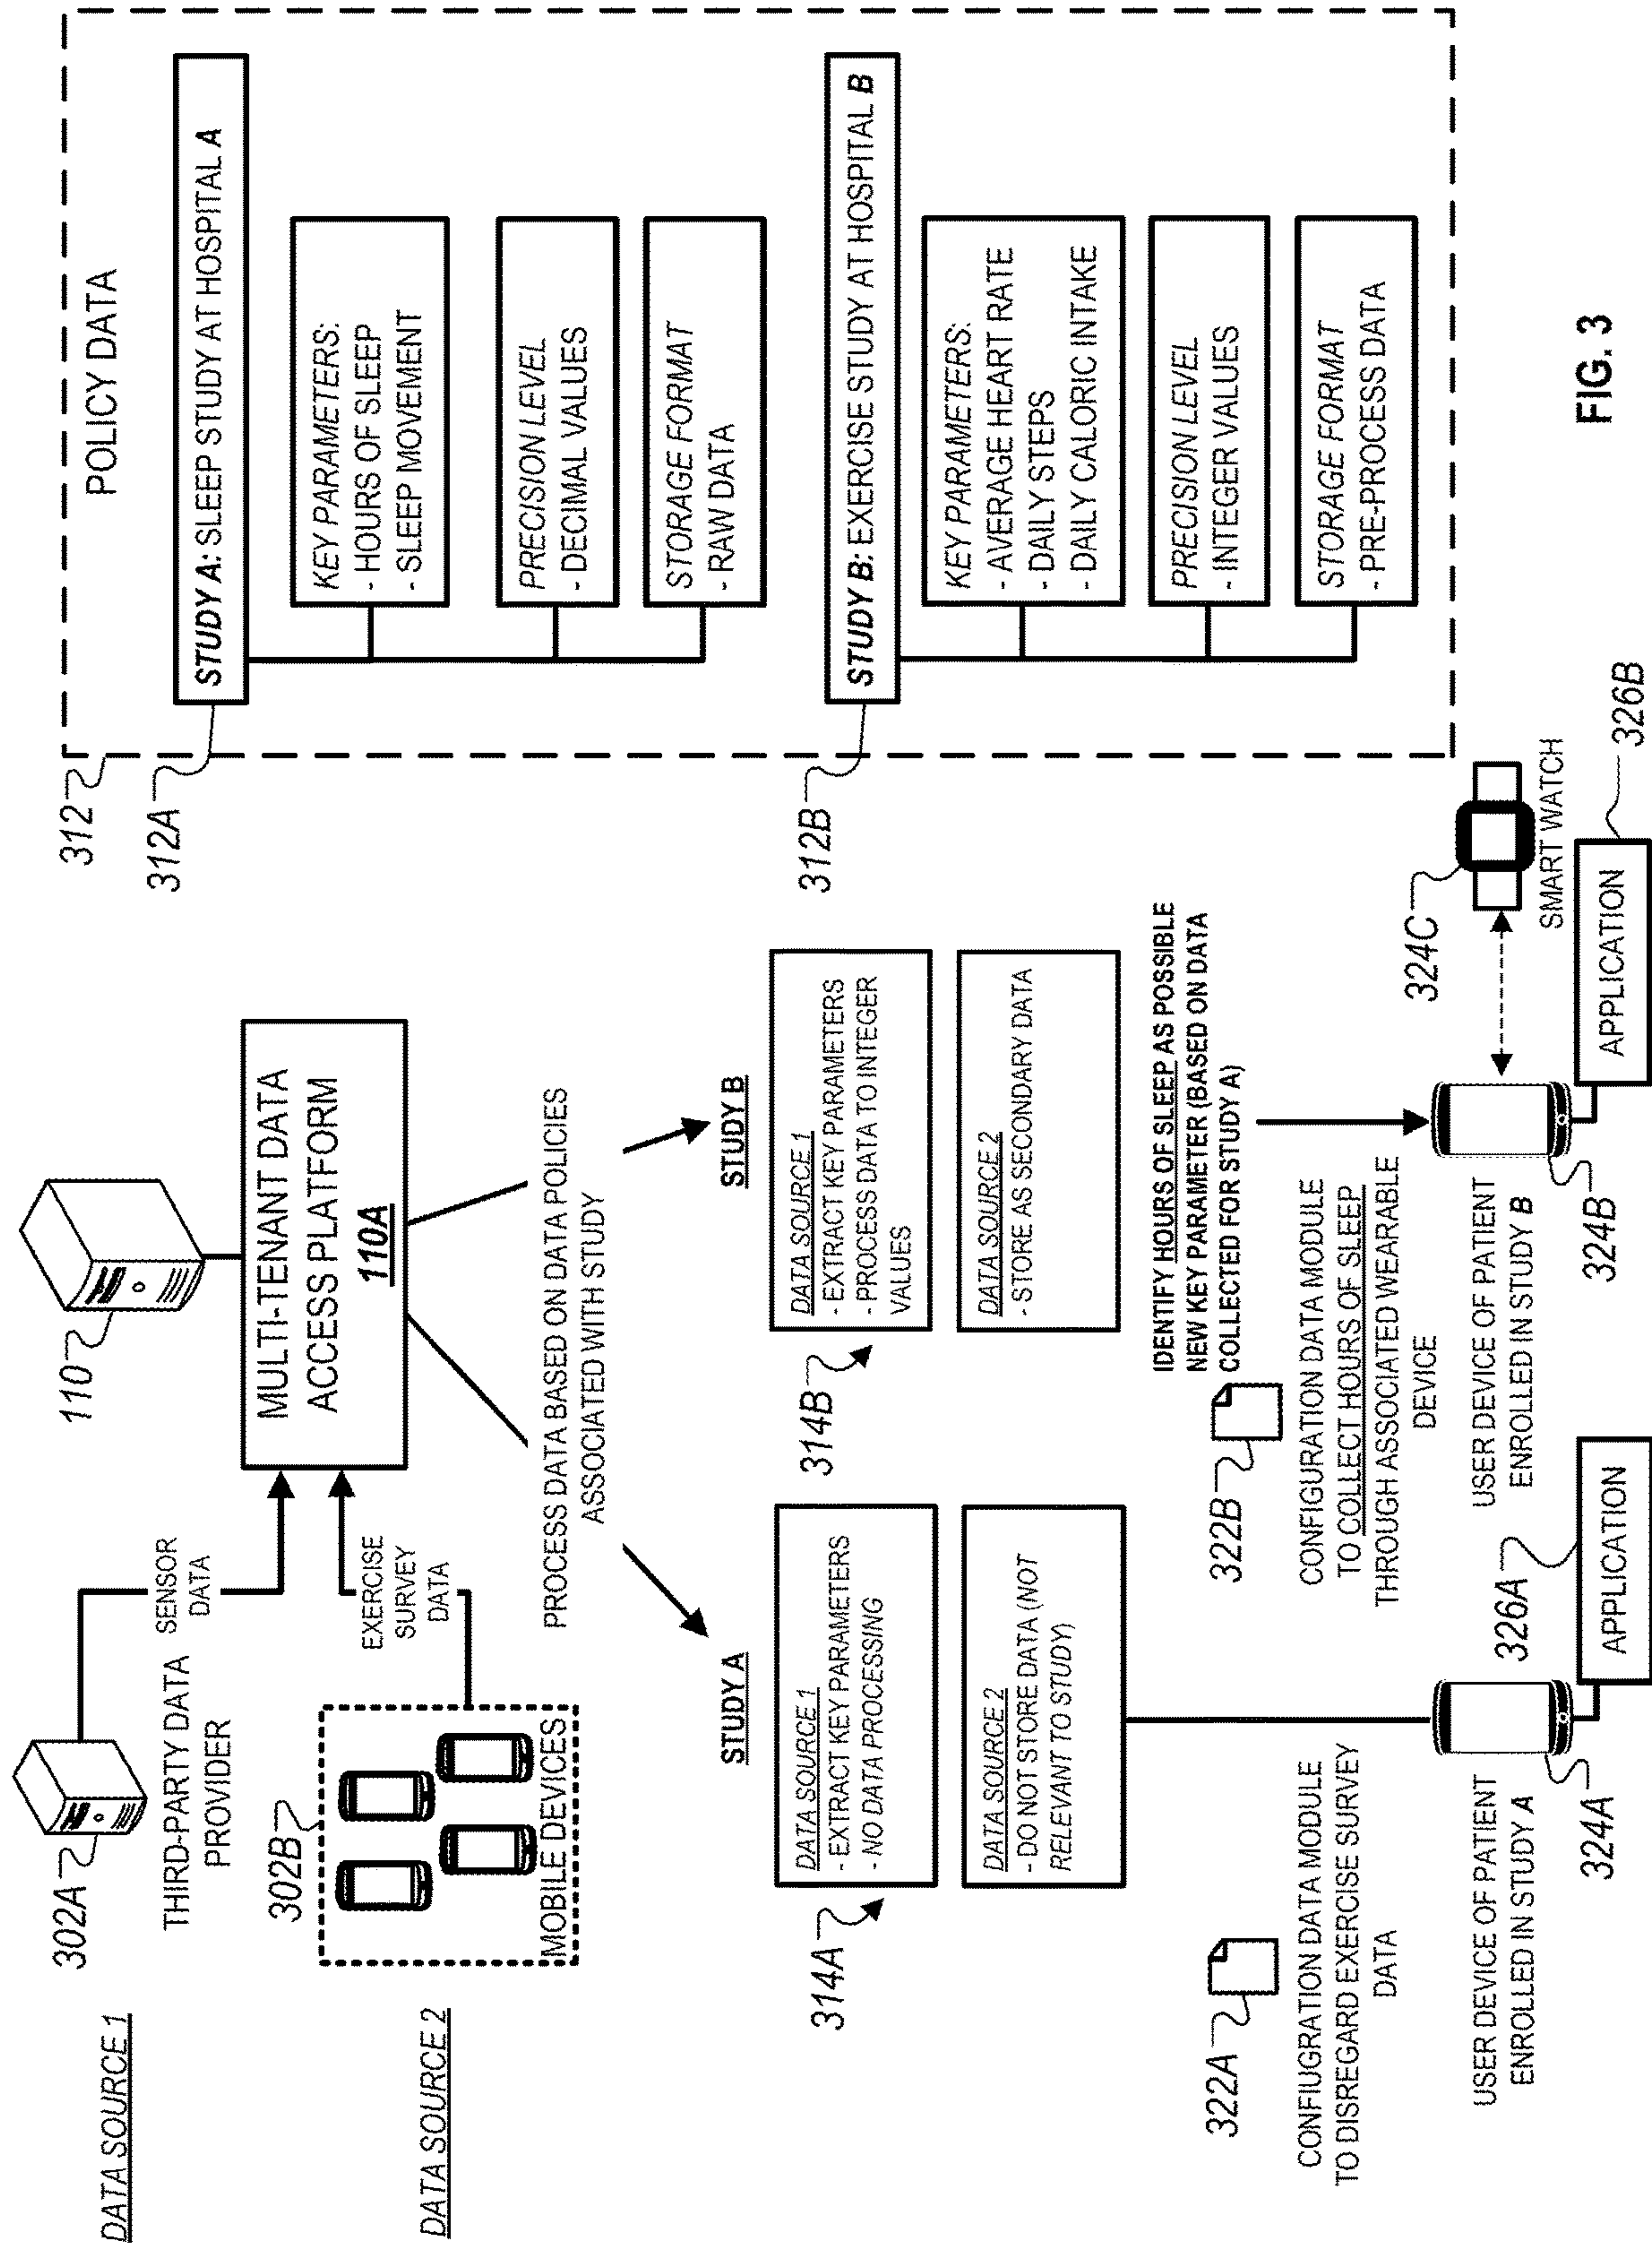 DATA SOURCE 1
302A
THIRD-PARTY DATA
PROVIDER
SENSOR
DATA
DATA SOURCE 2
302B
MOBILE DEVICES
EXERCISE
SURVEY
DATA
110
MULTI-TENANT DATA
ACCESS PLATFORM
110A
PROCESS DATA BASED ON DATA POLICIES
ASSOCIATED WITH STUDY
STUDY A
314A
DATA SOURCE 1
- EXTRACT KEY PARAMETERS
- NO DATA PROCESSING
DATA SOURCE 2
- DO NOT STORE DATA (NOT
RELEVANT TO STUDY)
322A
CONFIUGRATION DATA MODULE
TO DISREGARD EXERCISE SURVEY
DATA
USER DEVICE OF PATIENT
ENROLLED IN STUDY A
324A
326A
APPLICATION
STUDY B
314B
DATA SOURCE 1
- EXTRACT KEY PARAMETERS
- PROCESS DATA TO INTEGER
VALUES
DATA SOURCE 2
- STORE AS SECONDARY DATA
IDENTIFY HOURS OF SLEEP AS POSSIBLE
NEW KEY PARAMETER (BASED ON DATA
COLLECTED FOR STUDY A)
322B
CONFIGURATION DATA MODULE
TO COLLECT HOURS OF SLEEP
THROUGH ASSOCIATED WEARABLE
DEVICE
USER DEVICE OF PATIENT
ENROLLED IN STUDY B
324B
324C
SMART WATCH
326B
APPLICATION
312
POLICY DATA
312A
STUDY A: SLEEP STUDY AT HOSPITAL A
KEY PARAMETERS:
- HOURS OF SLEEP
- SLEEP MOVEMENT
PRECISION LEVEL
- DECIMAL VALUES
STORAGE FORMAT
- RAW DATA
312B
STUDY B: EXERCISE STUDY AT HOSPITAL B
KEY PARAMETERS:
- AVERAGE HEART RATE
- DAILY STEPS
- DAILY CALORIC INTAKE
PRECISION LEVEL
- INTEGER VALUES
STORAGE FORMAT
- PRE-PROCESS DATA
FIG. 3